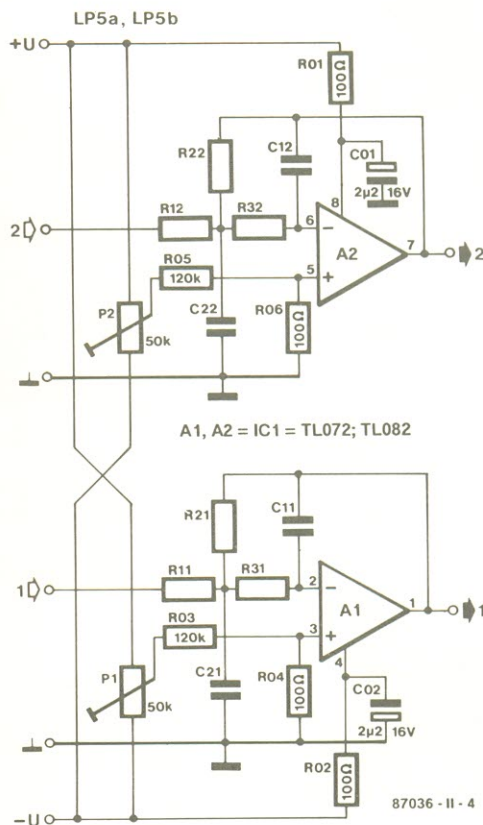 LP5a, LP5b
+U
R01
100Ω
R22
C12
C01
2µ2 16V
8
2
R12
R32
6
−
A2
7
2
R05
5
+
120k
P2
50k
C22
R06
100Ω
⊥
A1, A2 = IC1 = TL072; TL082
R21
C11
1
R11
R31
2
−
A1
1
1
R03
3
+
120k
P1
50k
C21
R04
100Ω
4
C02
2µ2 16V
⊥
R02
100Ω
−U
87036 - II - 4